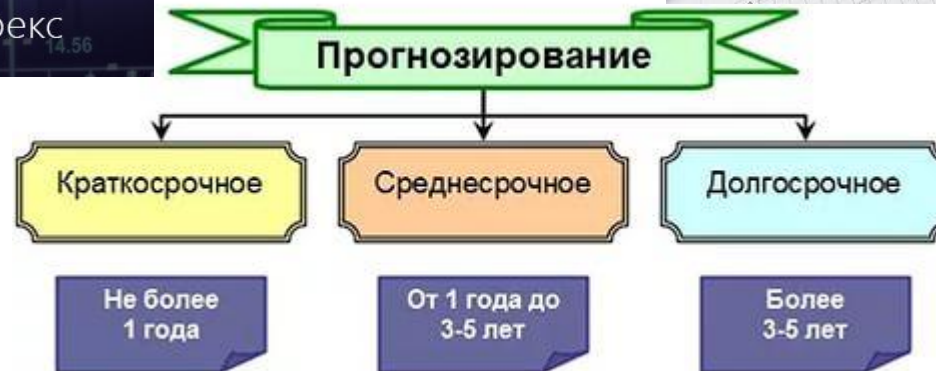 14.56
Прогнозирование
Краткосрочное
Среднесрочное
Долгосрочное
Не более
1 года
От 1 года до
3-5 лет
Более
3-5 лет